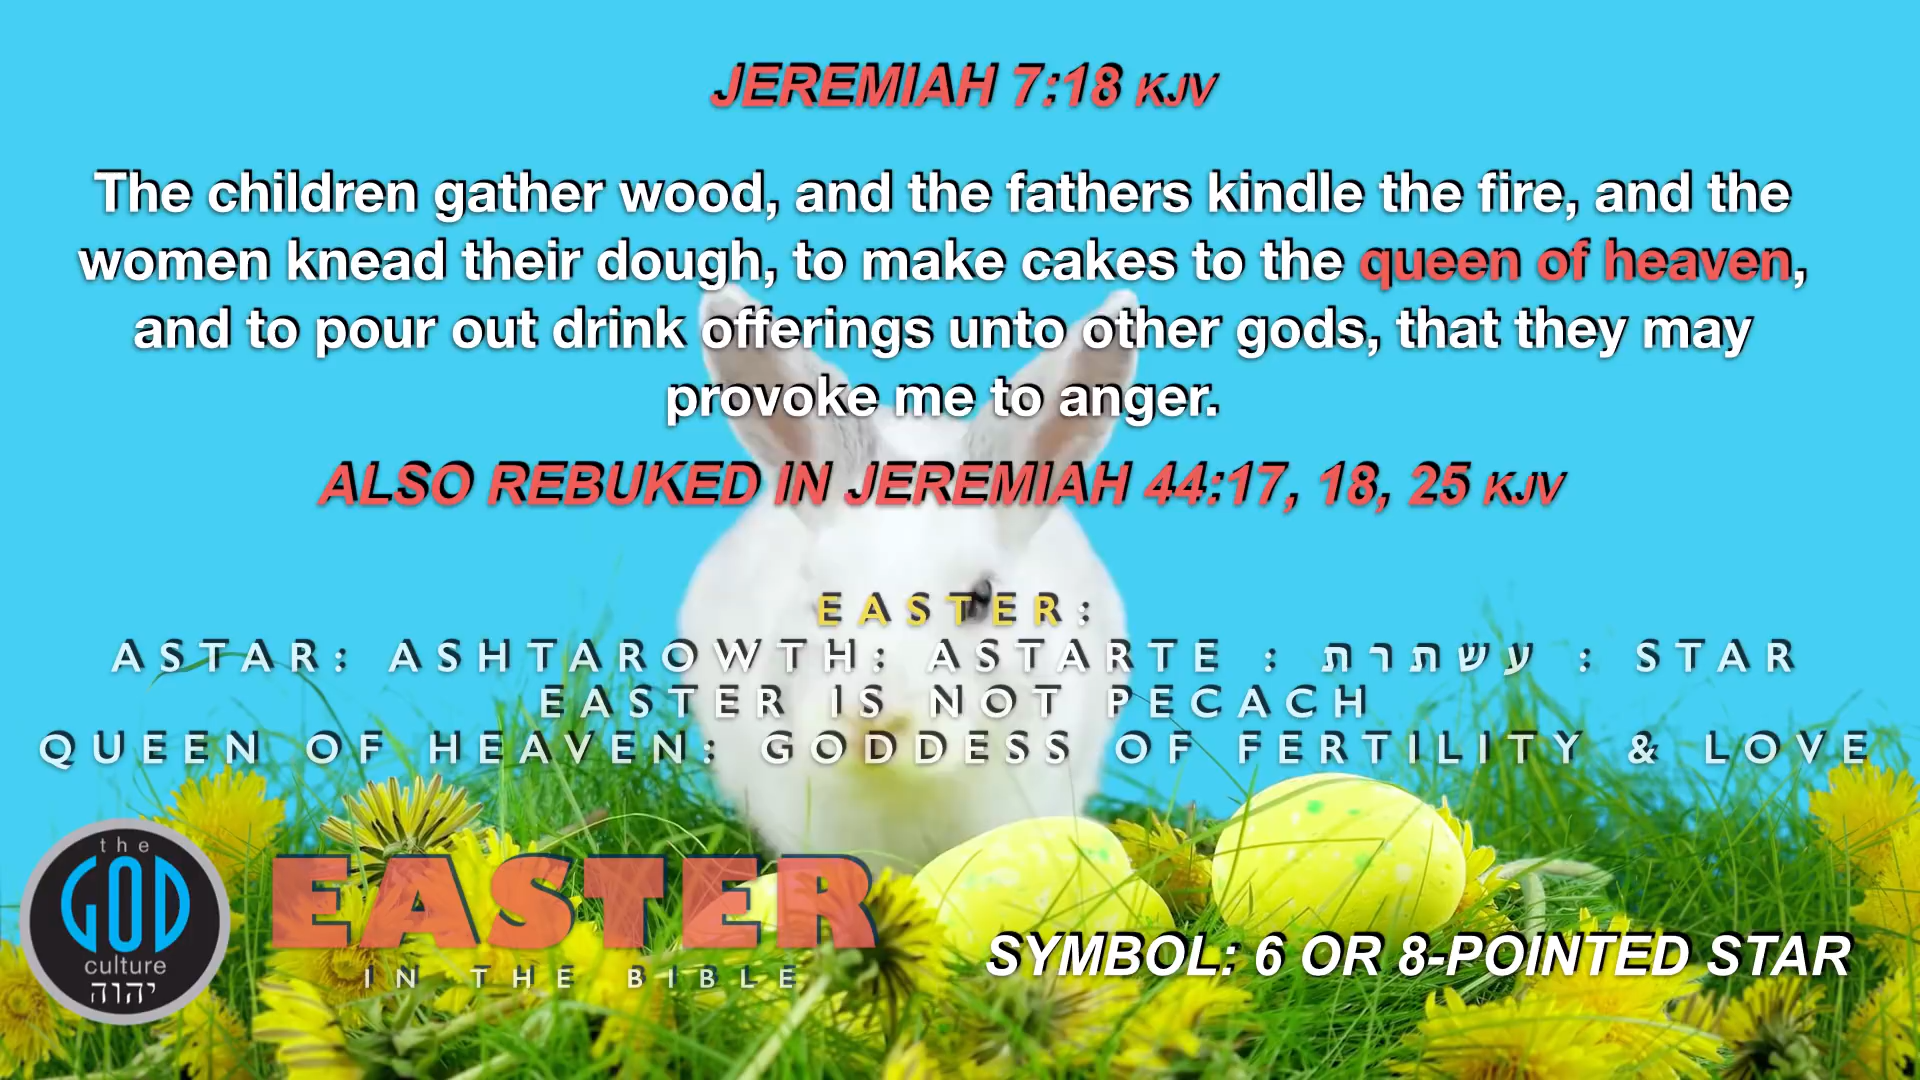 JEREMIAH 7:18 KJV
The children gather wood, and the fathers kindle the fire, and the
women knead their dough, to make cakes to the queen of heaven,
and to pour out drink offerings unto other gods, that they may
provoke me to anger.
ALSO REBUKED IN JEREMIAH 44:17, 18, 25 KJV
EASTER:
ASTAR: ASHTAROWTH: ASTARTE : עשתרת : STAR
EASTER IS NOT PECACH
QUEEN OF HEAVEN: GODDESS OF FERTILITY & LOVE
the
GOD
culture
יהוה
EASTER
IN THE BIBLE
SYMBOL: 6 OR 8-POINTED STAR